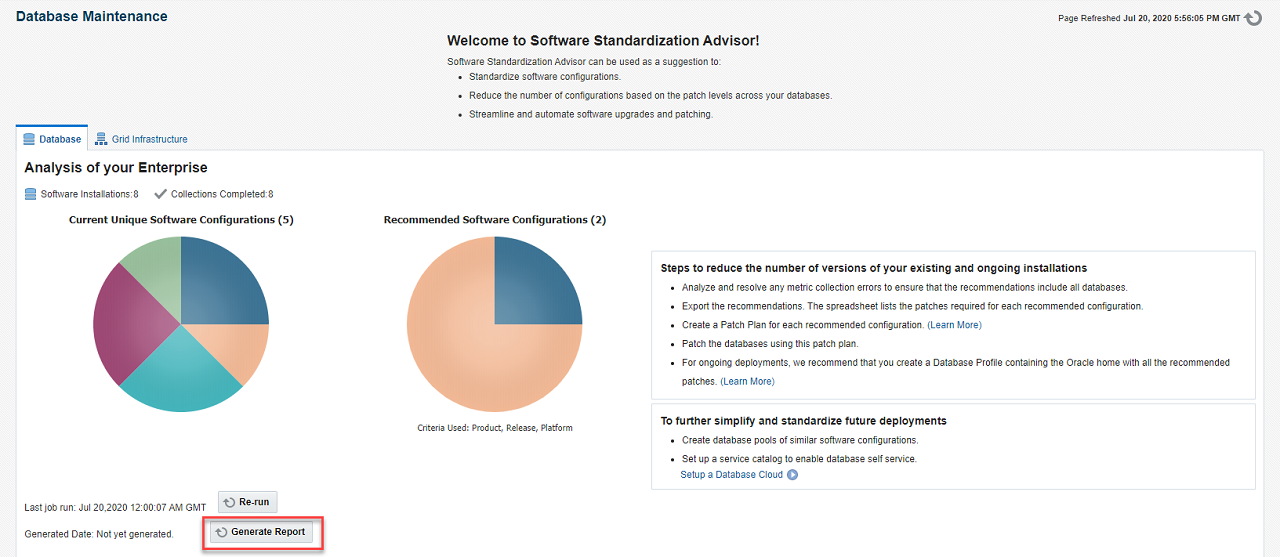 Database Maintenance
Page Refreshed Jul 20, 2020 5:56:05 PM GMT
Welcome to Software Standardization Advisor!
Software Standardization Advisor can be used as a suggestion to:
• Standardize software configurations.
• Reduce the number of configurations based on the patch levels across your databases.
• Streamline and automate software upgrades and patching.
Database
Grid Infrastructure
Analysis of your Enterprise
Software Installations:8
Collections Completed:8
Current Unique Software Configurations (5)
Recommended Software Configurations (2)
Criteria Used: Product, Release, Platform
Steps to reduce the number of versions of your existing and ongoing installations
• Analyze and resolve any metric collection errors to ensure that the recommendations include all databases.
• Export the recommendations. The spreadsheet lists the patches required for each recommended configuration.
• Create a Patch Plan for each recommended configuration. (Learn More)
• Patch the databases using this patch plan.
• For ongoing deployments, we recommend that you create a Database Profile containing the Oracle home with all the recommended
patches. (Learn More)
To further simplify and standardize future deployments
• Create database pools of similar software configurations.
• Set up a service catalog to enable database self service.
Setup a Database Cloud
Last job run: Jul 20,2020 12:00:07 AM GMT
Re-run
Generated Date: Not yet generated.
Generate Report